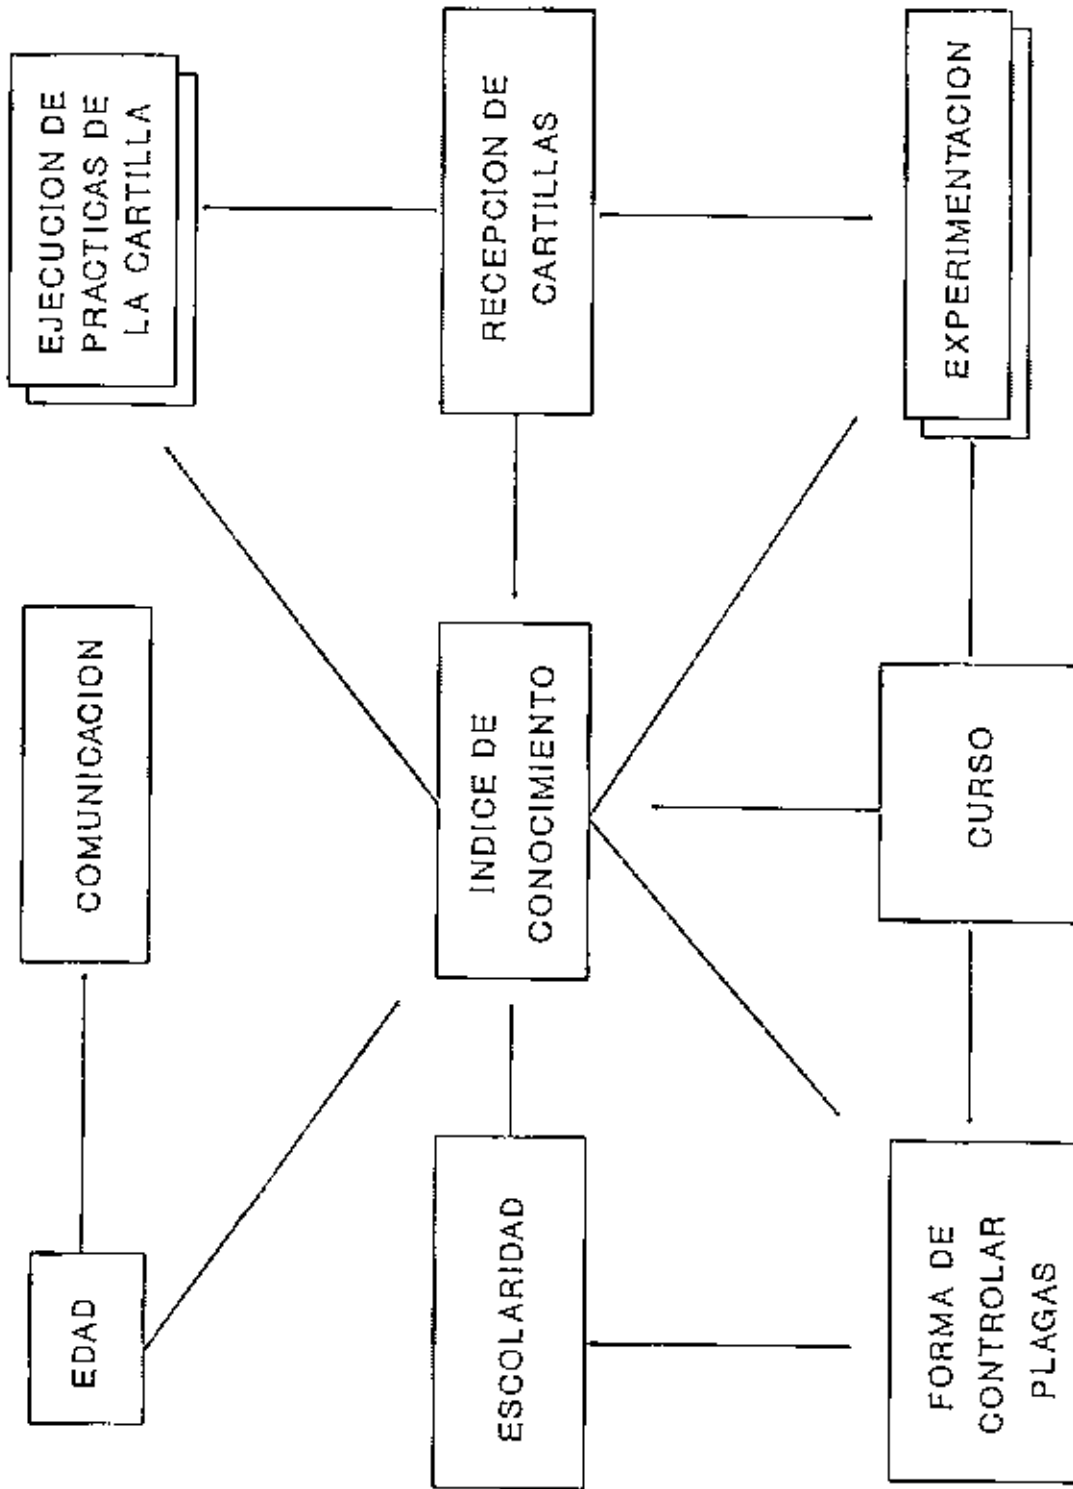 EDAD
COMUNICACION
EJECUCION DE
PRACTICAS DE
LA CARTILLA
ESCOLARIDAD
INDICE DE
CONOCIMIENTO
RECEPCION DE
CARTILLAS
FORMA DE
CONTROLAR
PLAGAS
CURSO
EXPERIMENTACION